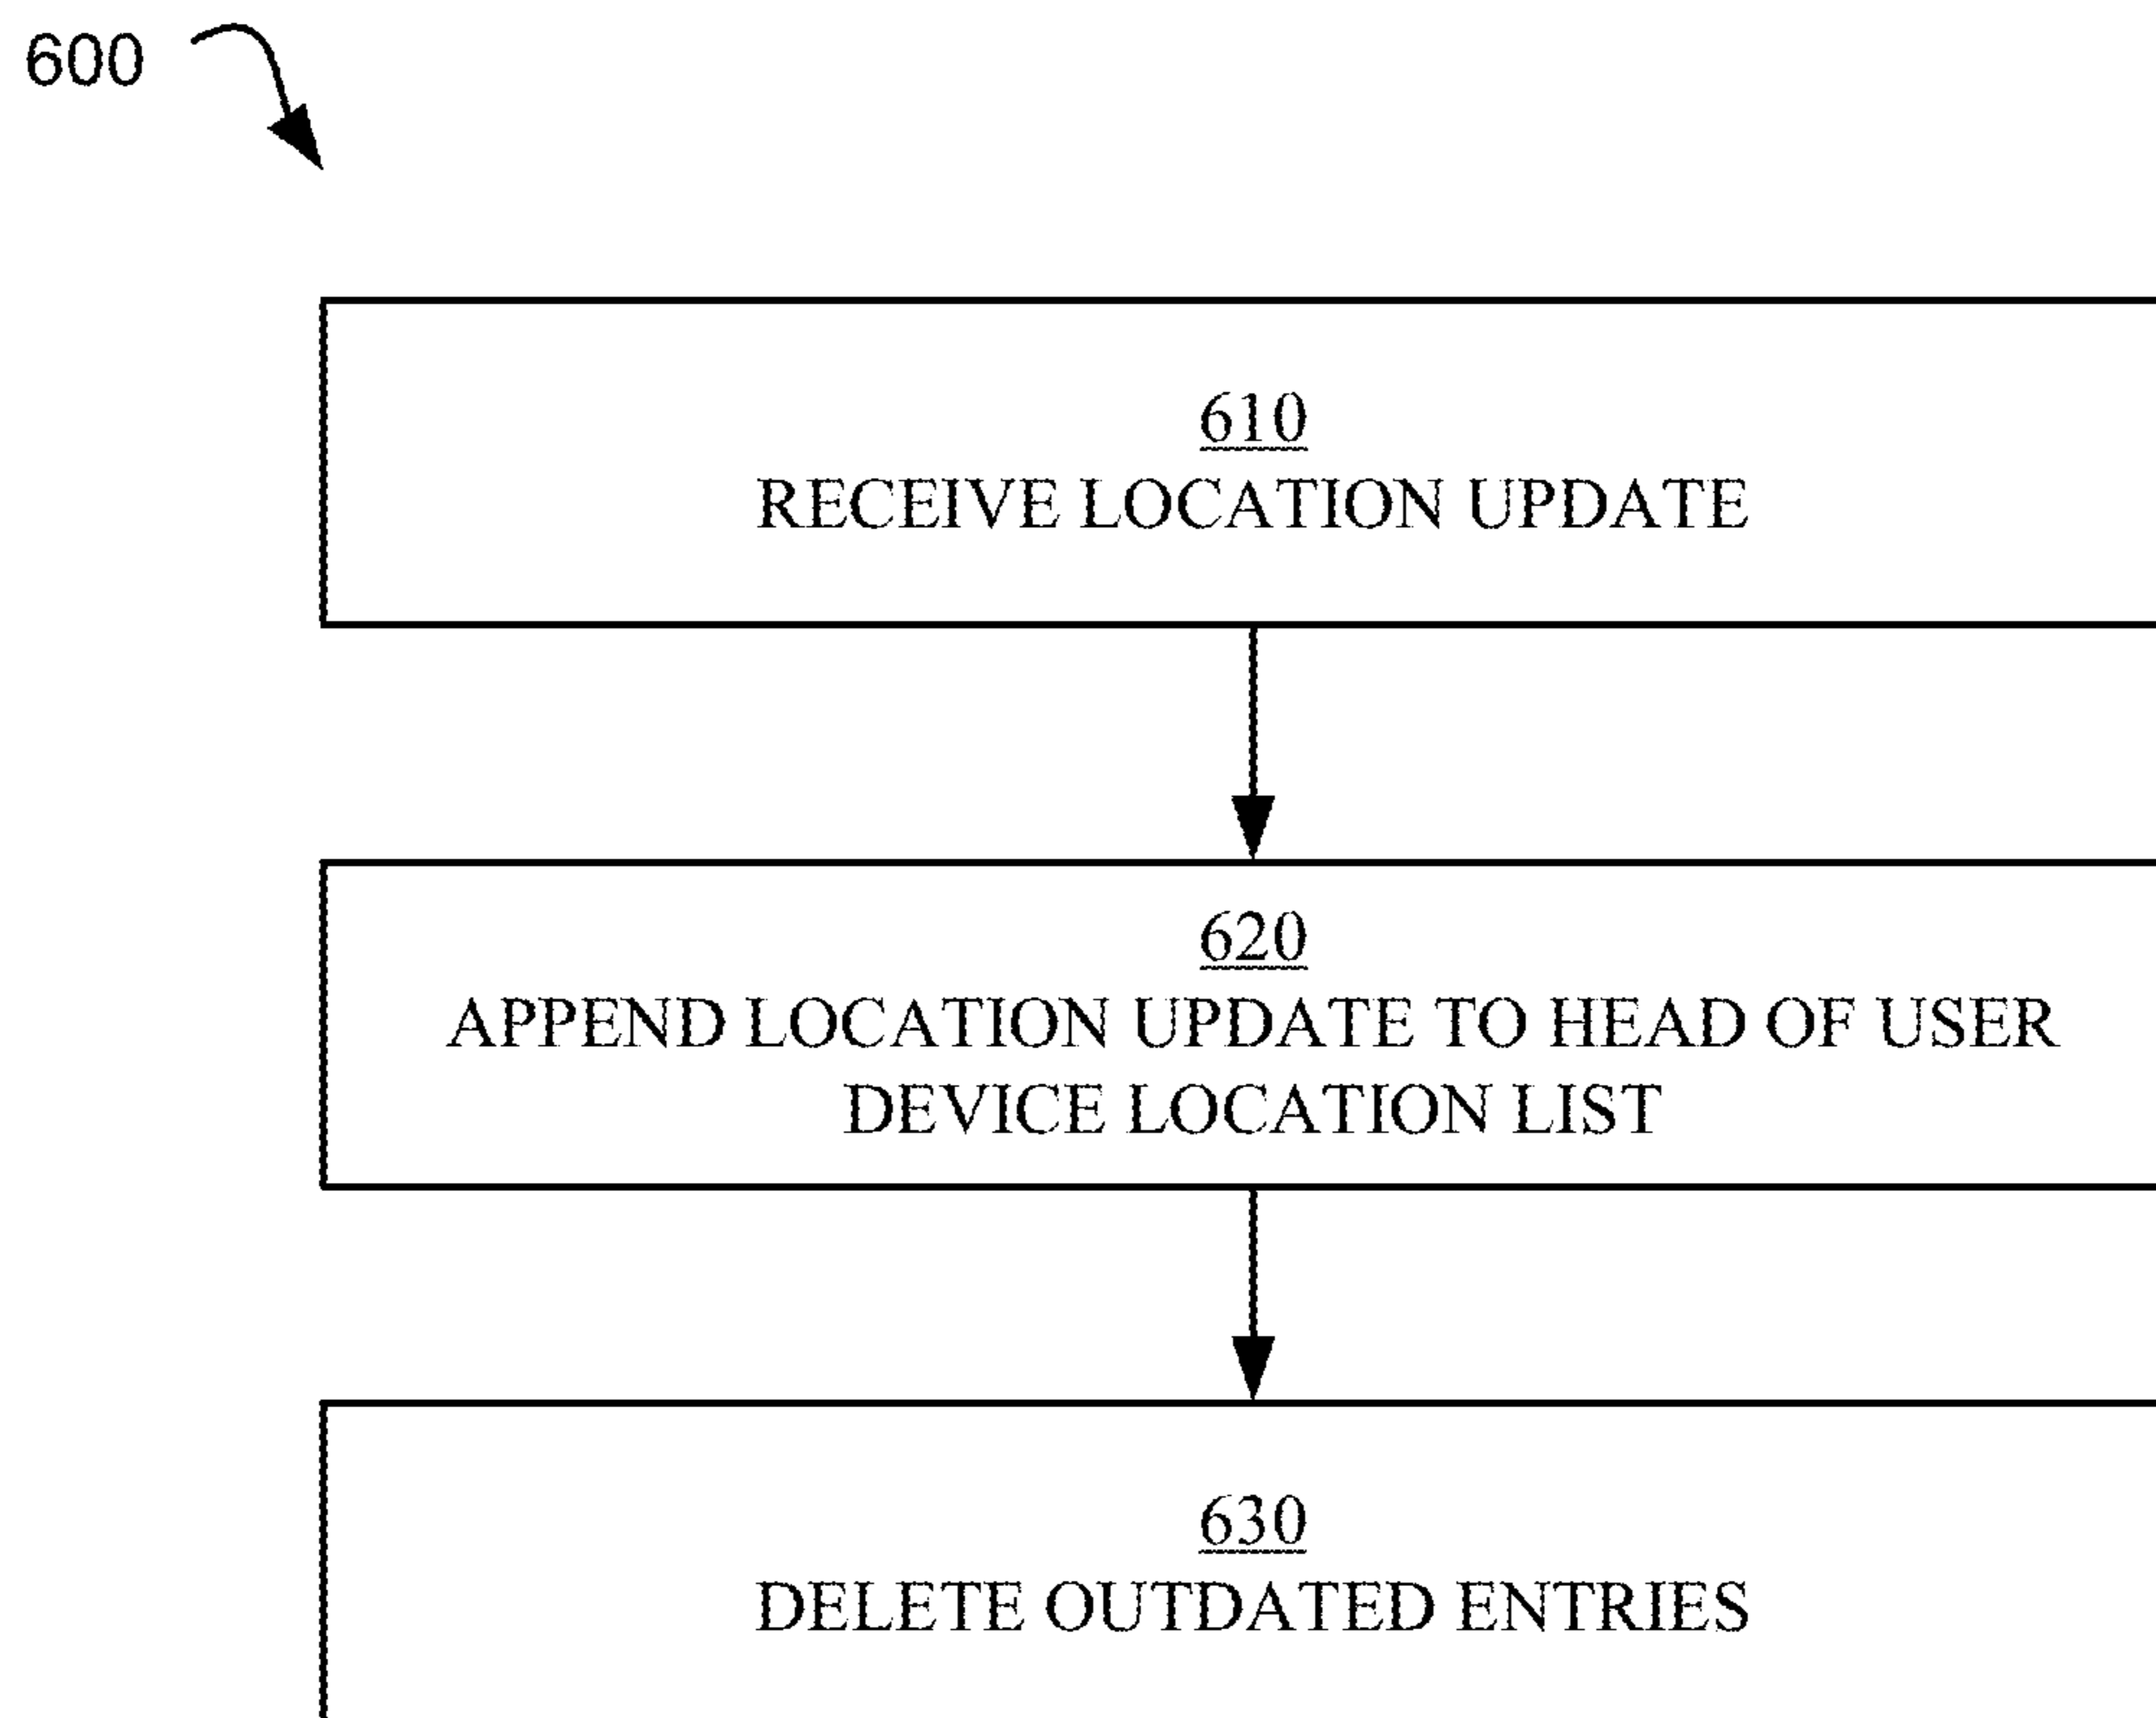 600
610
RECEIVE LOCATION UPDATE
620
APPEND LOCATION UPDATE TO HEAD OF USER
DEVICE LOCATION LIST
630
DELETE OUTDATED ENTRIES